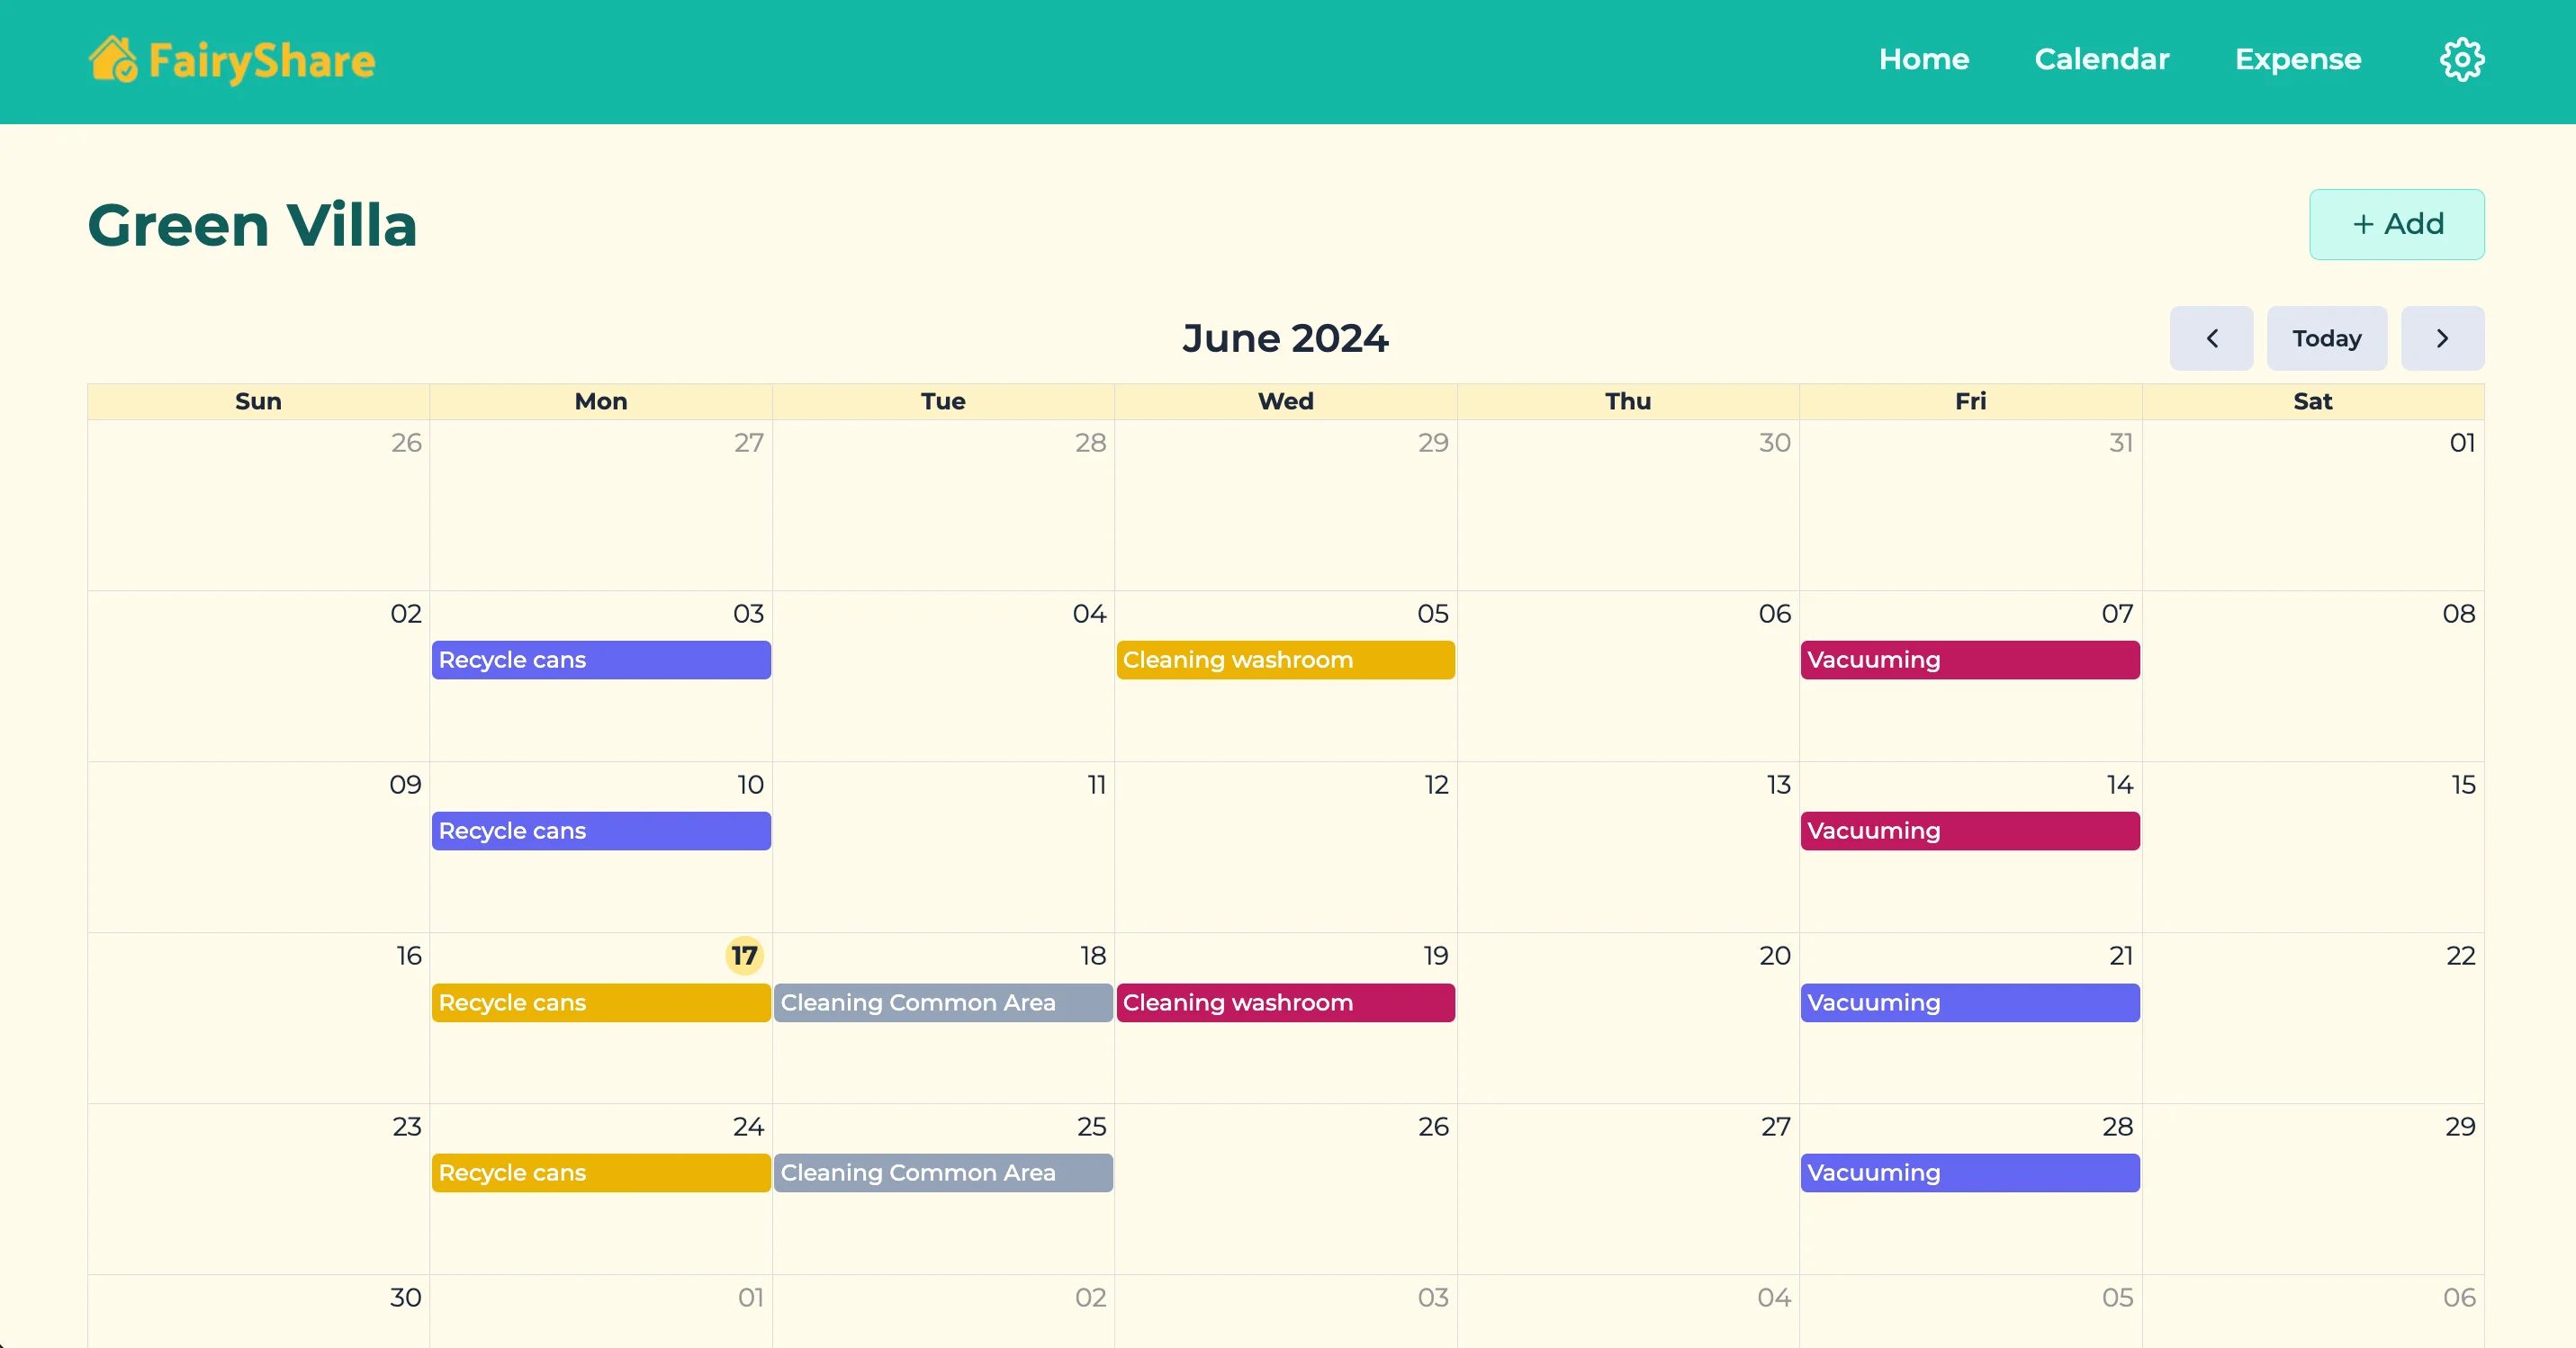 FairyShare
Home Calendar Expense
Green Villa
+ Add
June 2024
Today
Sun Mon Tue Wed Thu Fri Sat
26 27 28 29 30 31 01
02 03 04 05 06 07 08
Recycle cans Cleaning washroom Vacuuming
09 10 11 12 13 14 15
Recycle cans Vacuuming
16 17 18 19 20 21 22
Recycle cans Cleaning Common Area Cleaning washroom Vacuuming
23 24 25 26 27 28 29
Recycle cans Cleaning Common Area Vacuuming
30 01 02 03 04 05 06